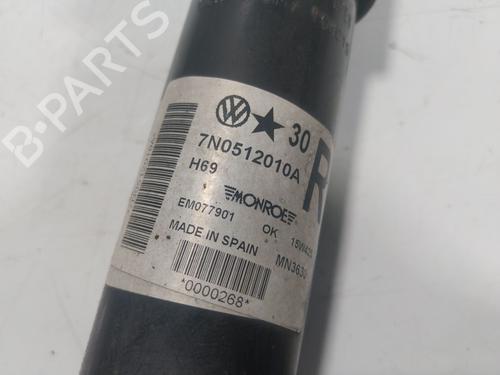 B-PARTS
30
7N0512010A
R
H69
MONROE
EM077901 OK
MADE IN SPAIN
*0000268*